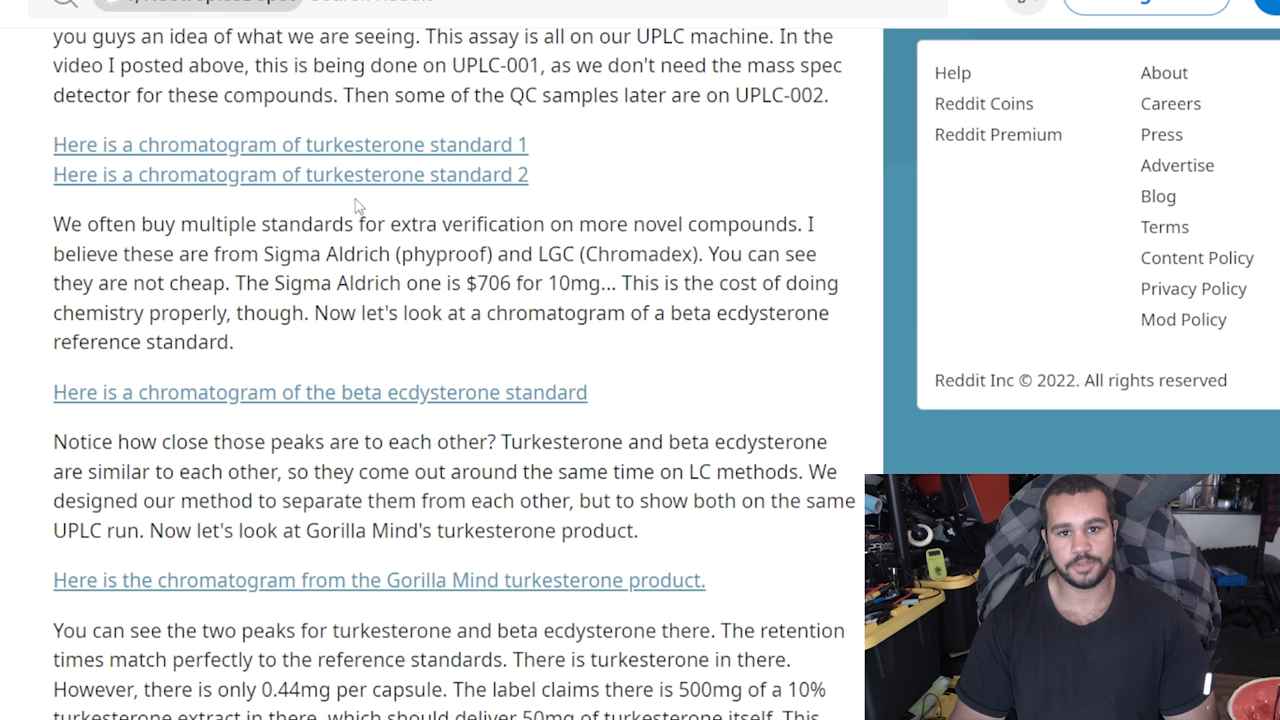 you guys an idea of what we are seeing. This assay is all on our UPLC machine. In the
video I posted above, this is being done on UPLC-001, as we don't need the mass spec
detector for these compounds. Then some of the QC samples later are on UPLC-002.
Here is a chromatogram of turkesterone standard 1
Here is a chromatogram of turkesterone standard 2
We often buy multiple standards for extra verification on more novel compounds. I
believe these are from Sigma Aldrich (phyproof) and LGC (Chromadex). You can see
they are not cheap. The Sigma Aldrich one is $706 for 10mg... This is the cost of doing
chemistry properly, though. Now let's look at a chromatogram of a beta ecdysterone
reference standard.
Here is a chromatogram of the beta ecdysterone standard
Notice how close those peaks are to each other? Turkesterone and beta ecdysterone
are similar to each other, so they come out around the same time on LC methods. We
designed our method to separate them from each other, but to show both on the same
UPLC run. Now let's look at Gorilla Mind's turkesterone product.
Here is the chromatogram from the Gorilla Mind turkesterone product.
You can see the two peaks for turkesterone and beta ecdysterone there. The retention
times match perfectly to the reference standards. There is turkesterone in there.
However, there is only 0.44mg per capsule. The label claims there is 500mg of a 10%
turkesterone extract in there, which should deliver 50mg of turkesterone itself. This
Help
Reddit Coins
Reddit Premium
About
Careers
Press
Advertise
Blog
Terms
Content Policy
Privacy Policy
Mod Policy
Reddit Inc © 2022. All rights reserved